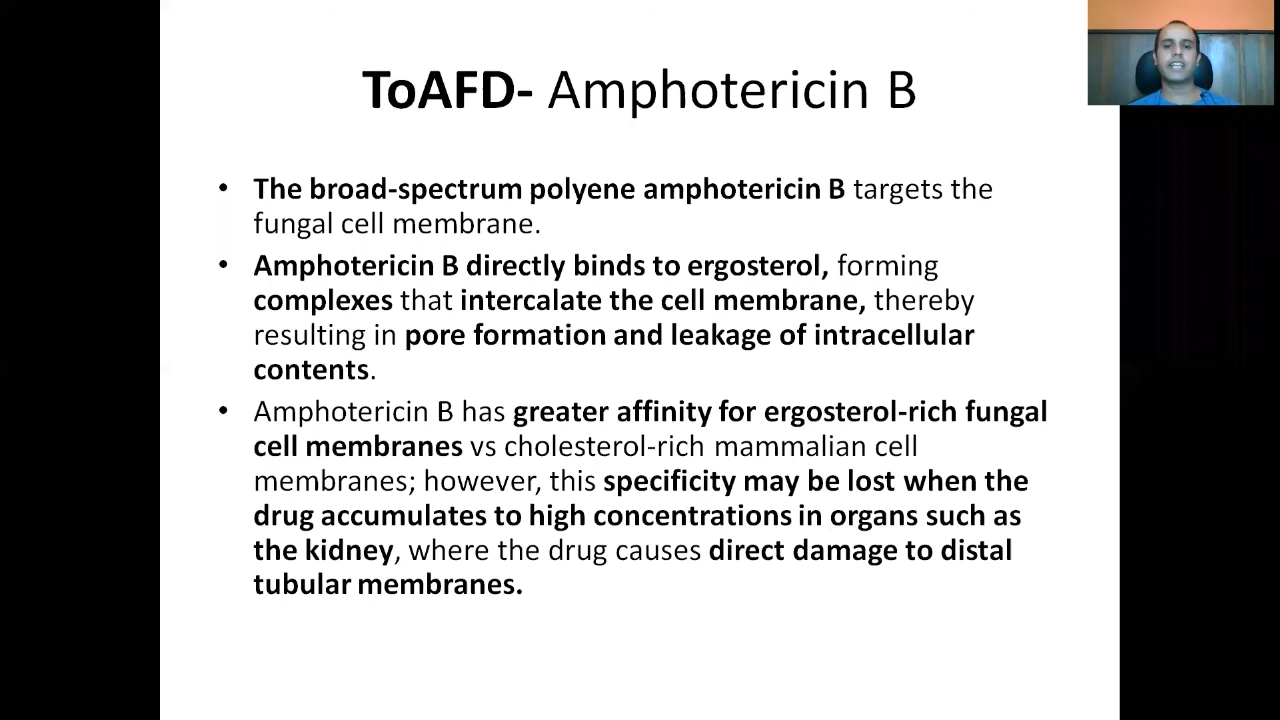 ToAFD- Amphotericin B
• The broad-spectrum polyene amphotericin B targets the
fungal cell membrane.
• Amphotericin B directly binds to ergosterol, forming
complexes that intercalate the cell membrane, thereby
resulting in pore formation and leakage of intracellular
contents.
• Amphotericin B has greater affinity for ergosterol-rich fungal
cell membranes vs cholesterol-rich mammalian cell
membranes; however, this specificity may be lost when the
drug accumulates to high concentrations in organs such as
the kidney, where the drug causes direct damage to distal
tubular membranes.